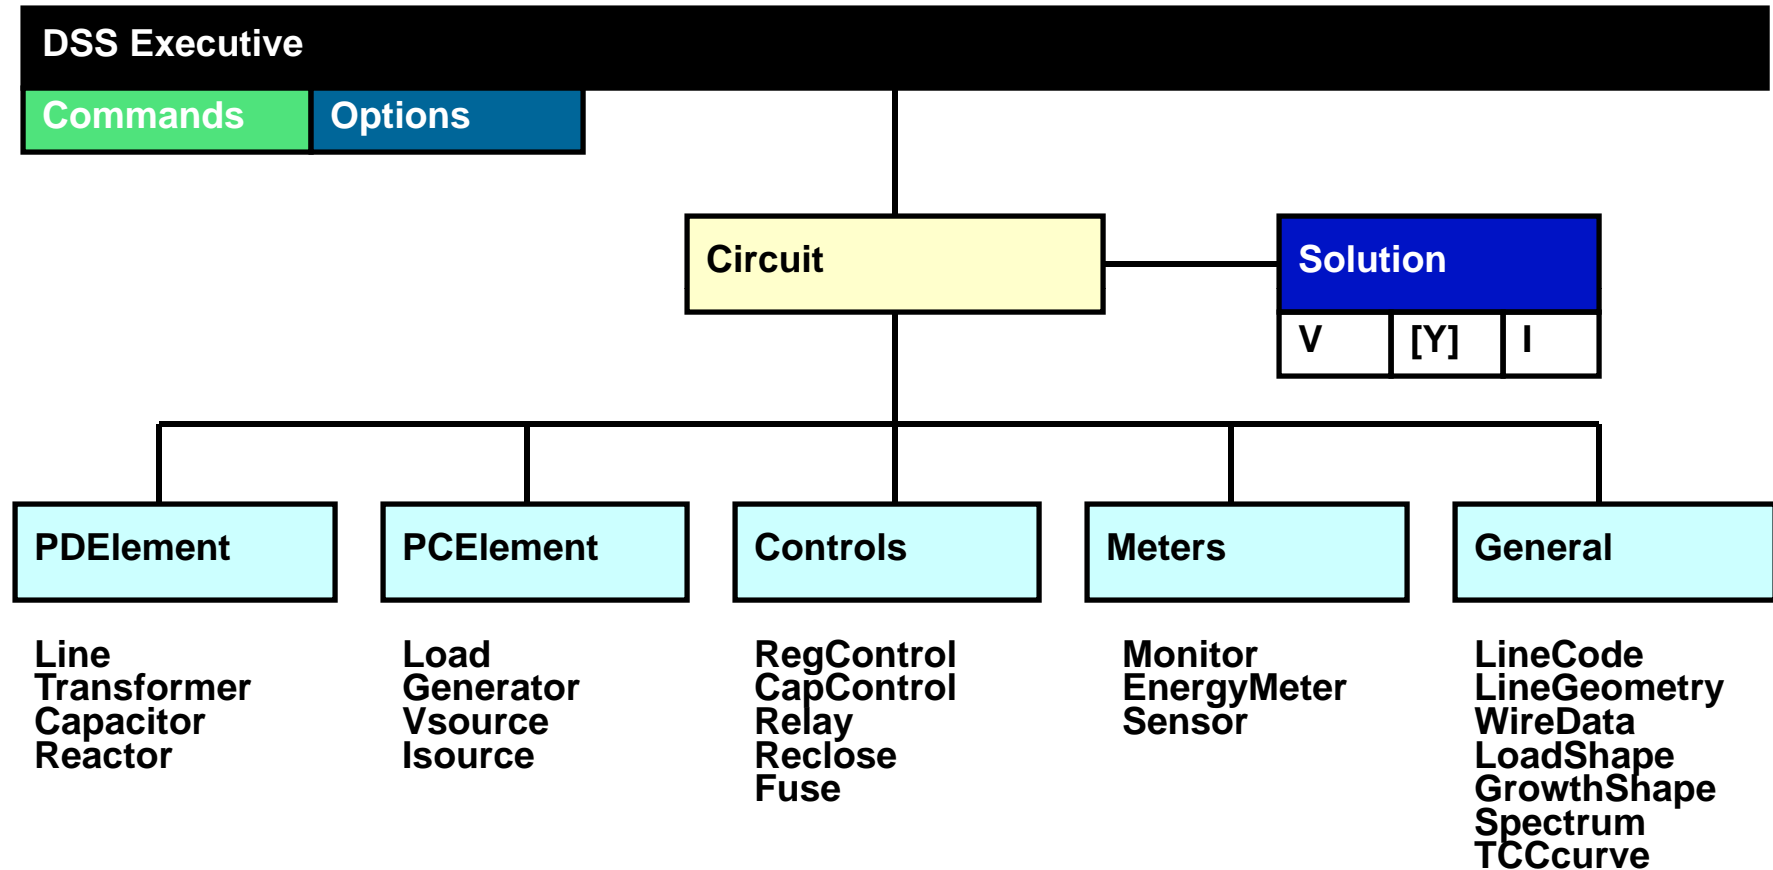 DSS Executive
Commands
Options
Circuit
Solution
V
[Y]
I
PDElement
PCElement
Controls
Meters
General
Line
Transformer
Capacitor
Reactor
Load
Generator
Vsource
Isource
RegControl
CapControl
Relay
Reclose
Fuse
Monitor
EnergyMeter
Sensor
LineCode
LineGeometry
WireData
LoadShape
GrowthShape
Spectrum
TCCcurve